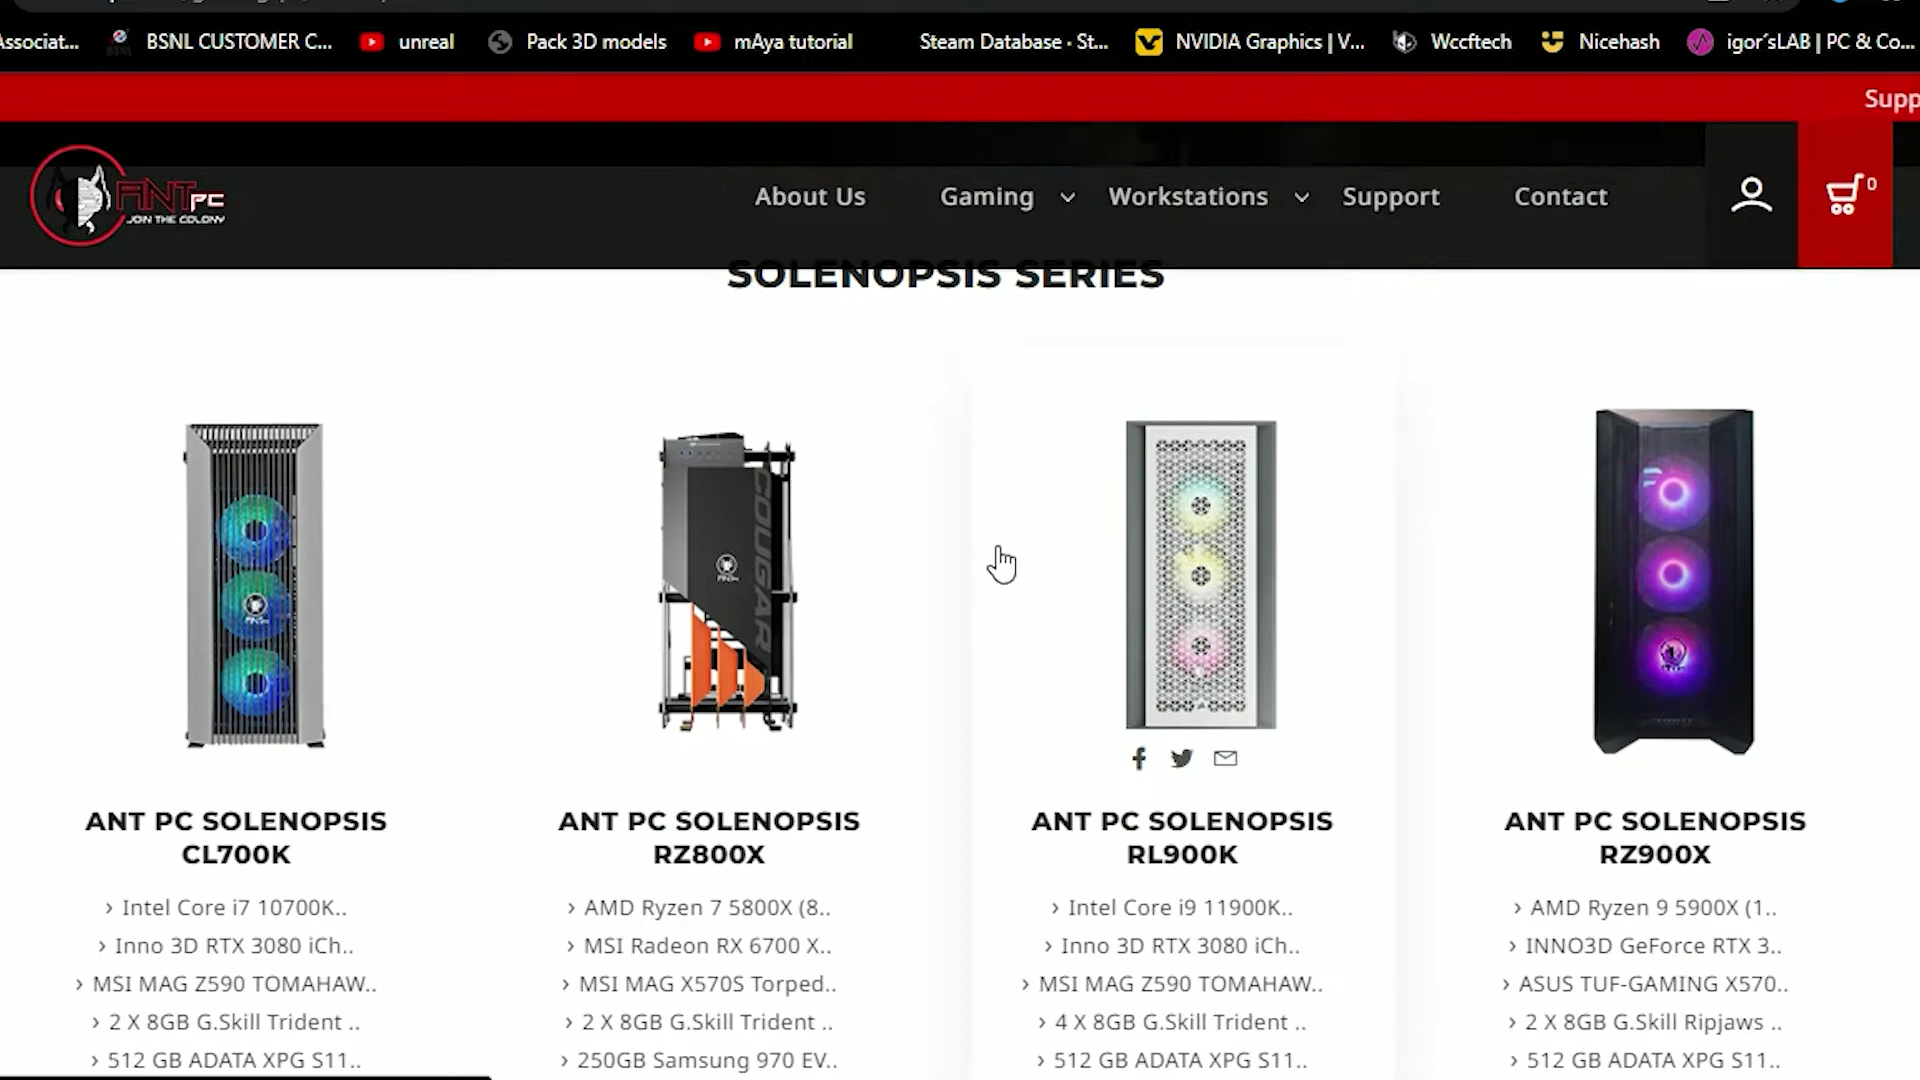 Associat... BSNL CUSTOMER C... unreal Pack 3D models mAya tutorial Steam Database · St... NVIDIA Graphics | V... Wccftech Nicehash igor´sLAB | PC & Co...
Supp
ANTPC
JOIN THE COLONY
About Us Gaming Workstations Support Contact
0
SOLENOPSIS SERIES
COUGAR
ANT PC SOLENOPSIS
CL700K
› Intel Core i7 10700K..
› Inno 3D RTX 3080 iCh..
› MSI MAG Z590 TOMAHAW..
› 2 X 8GB G.Skill Trident ..
› 512 GB ADATA XPG S11..
ANT PC SOLENOPSIS
RZ800X
› AMD Ryzen 7 5800X (8..
› MSI Radeon RX 6700 X..
› MSI MAG X570S Torped..
› 2 X 8GB G.Skill Trident ..
› 250GB Samsung 970 EV..
ANT PC SOLENOPSIS
RL900K
› Intel Core i9 11900K..
› Inno 3D RTX 3080 iCh..
› MSI MAG Z590 TOMAHAW..
› 4 X 8GB G.Skill Trident ..
› 512 GB ADATA XPG S11..
ANT PC SOLENOPSIS
RZ900X
› AMD Ryzen 9 5900X (1..
› INNO3D GeForce RTX 3..
› ASUS TUF-GAMING X570..
› 2 X 8GB G.Skill Ripjaws ..
› 512 GB ADATA XPG S11..